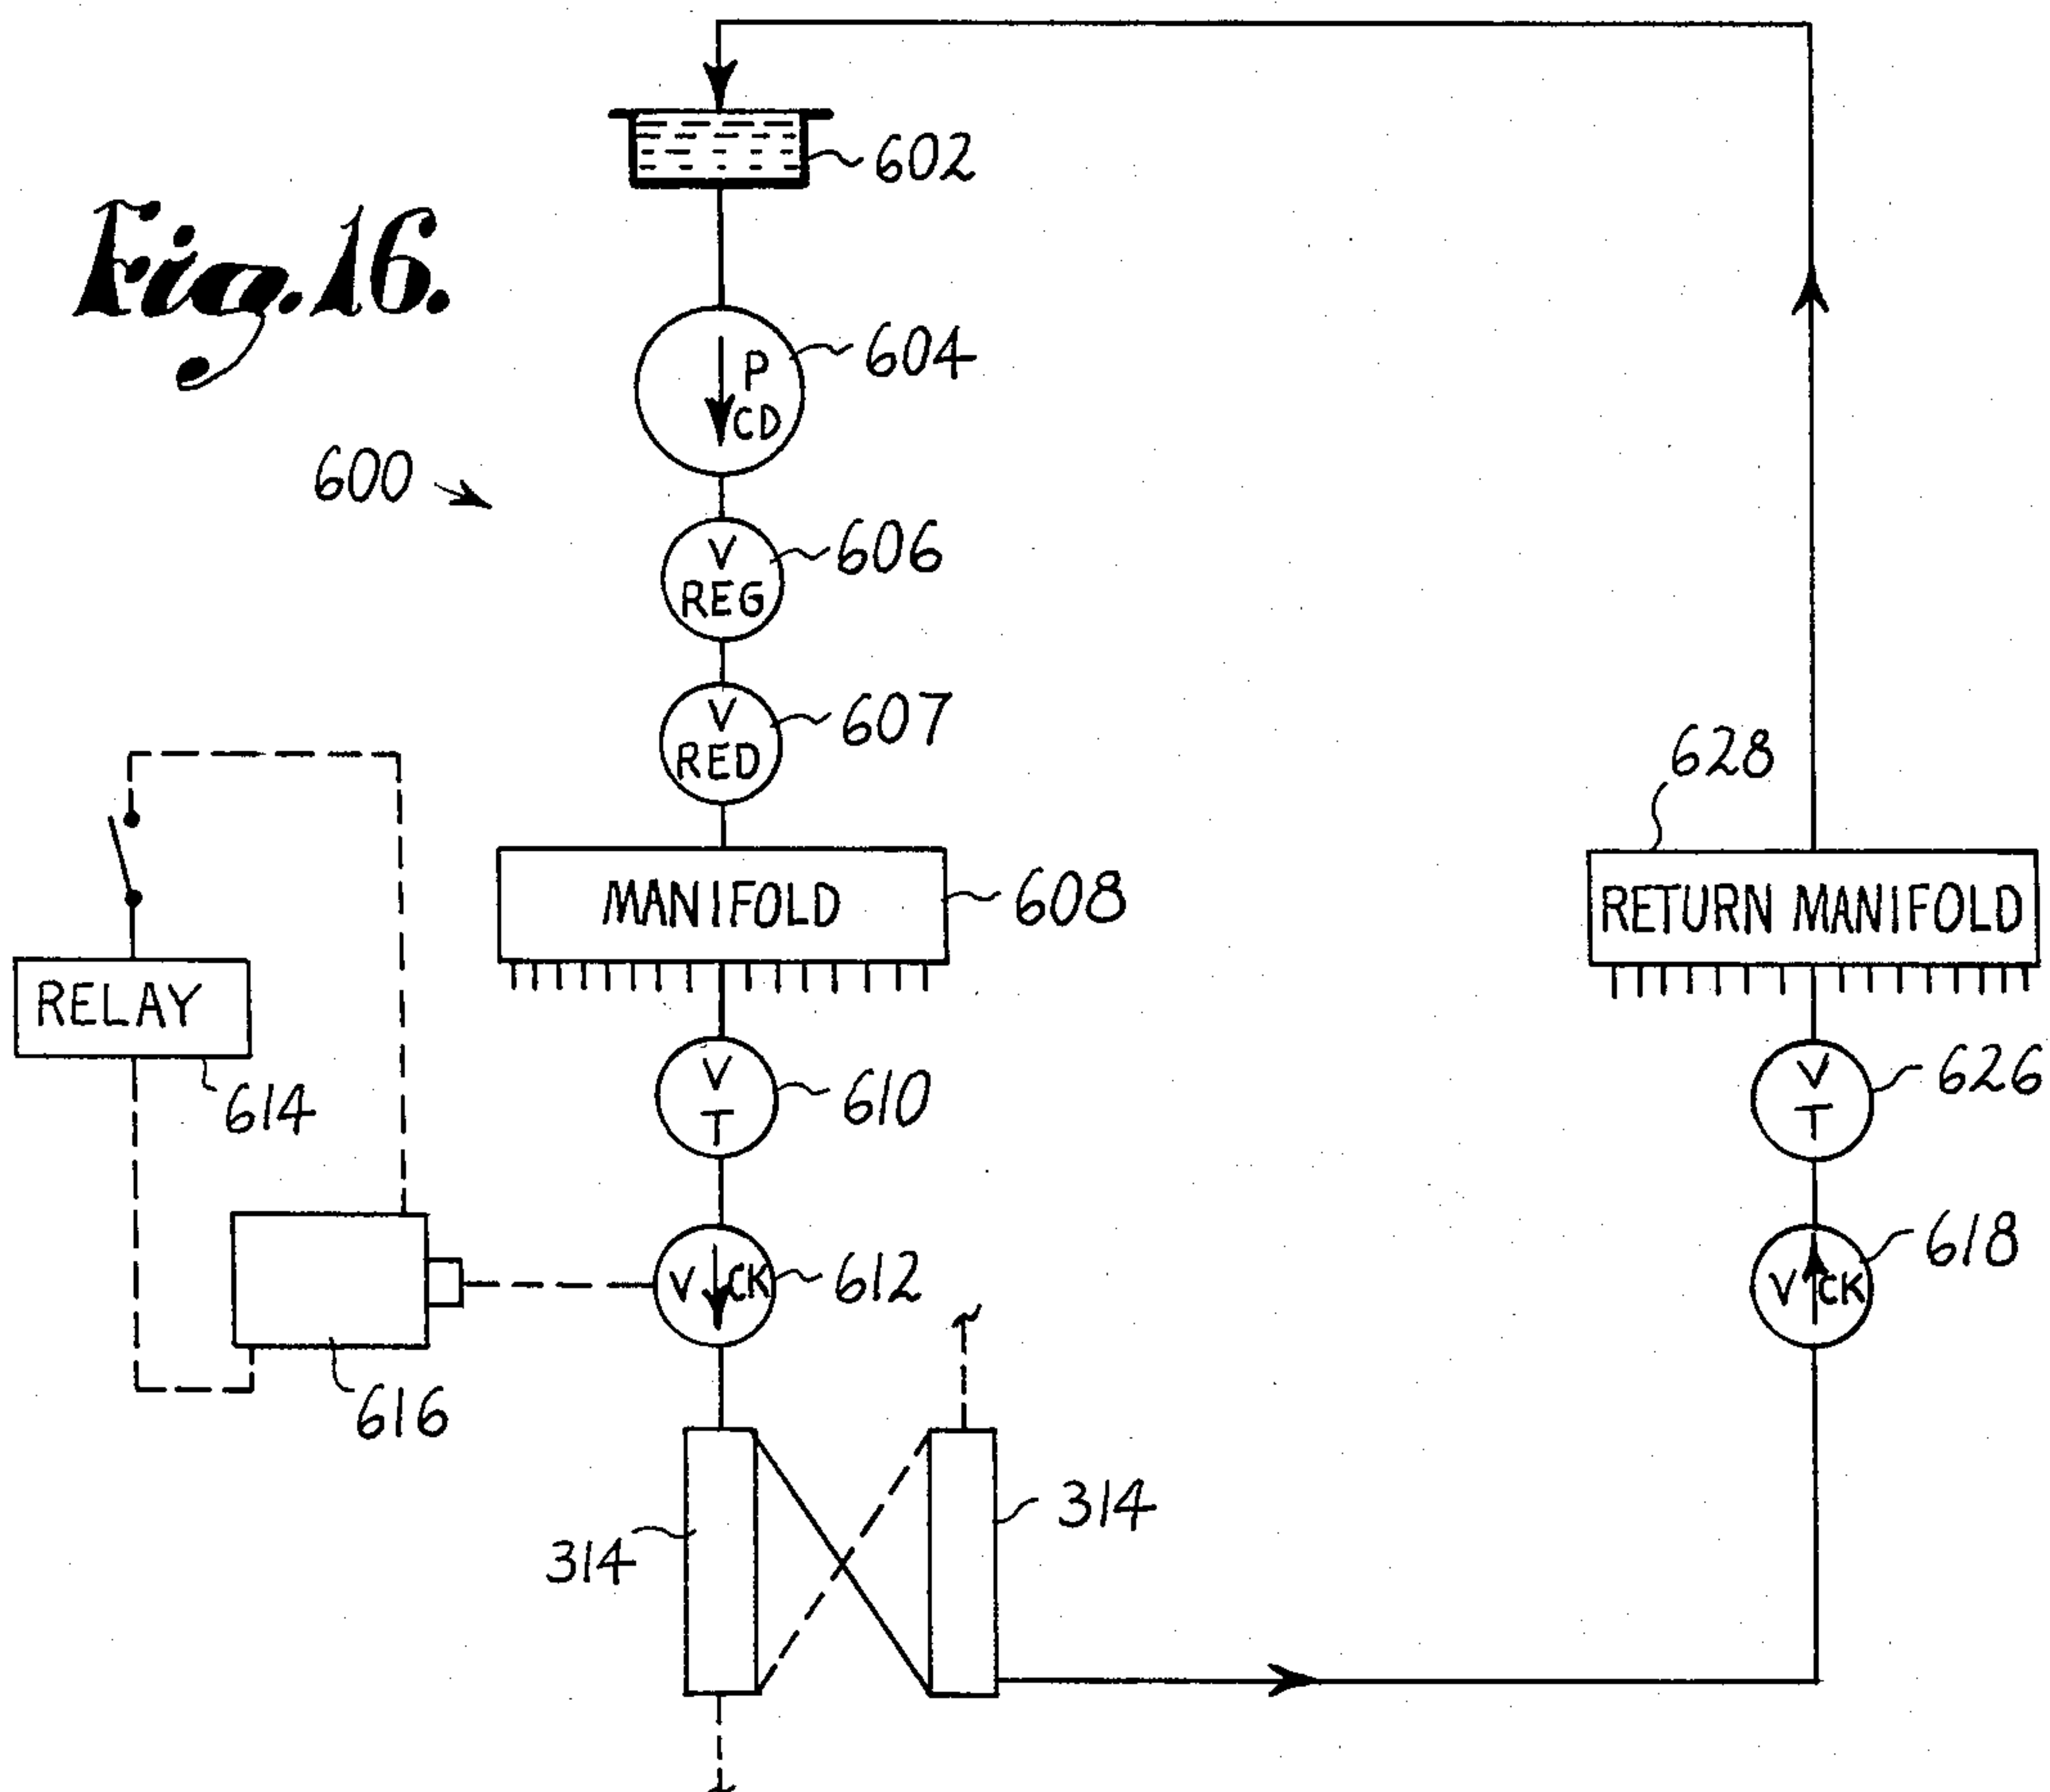 602
Fig. 16.
P
604
CD
600
V
606
REG
V
607
RED
628
MANIFOLD
608
RETURN MANIFOLD
RELAY
V
610
T
V
626
T
614
V CK
612
V CK
618
616
314
314